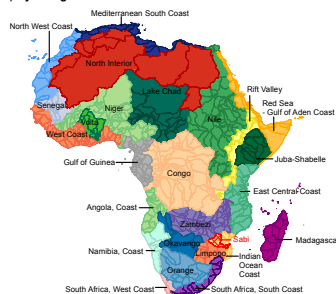 Mediterranean South Coast
North West Coast
North Interior
Lake Chad
Rift Valley
Red Sea
Gulf of Aden Coast
Senegal
Niger
Nile
Volta
West Coast
Gulf of Guinea
Juba-Shabelle
Congo
East Central Coast
Angola, Coast
Zambezi
Sabi
Madagasca
Okavango
Limpopo
Indian
Ocean
Coast
Namibia, Coast
Orange
South Africa, West Coast
South Africa, South Coast